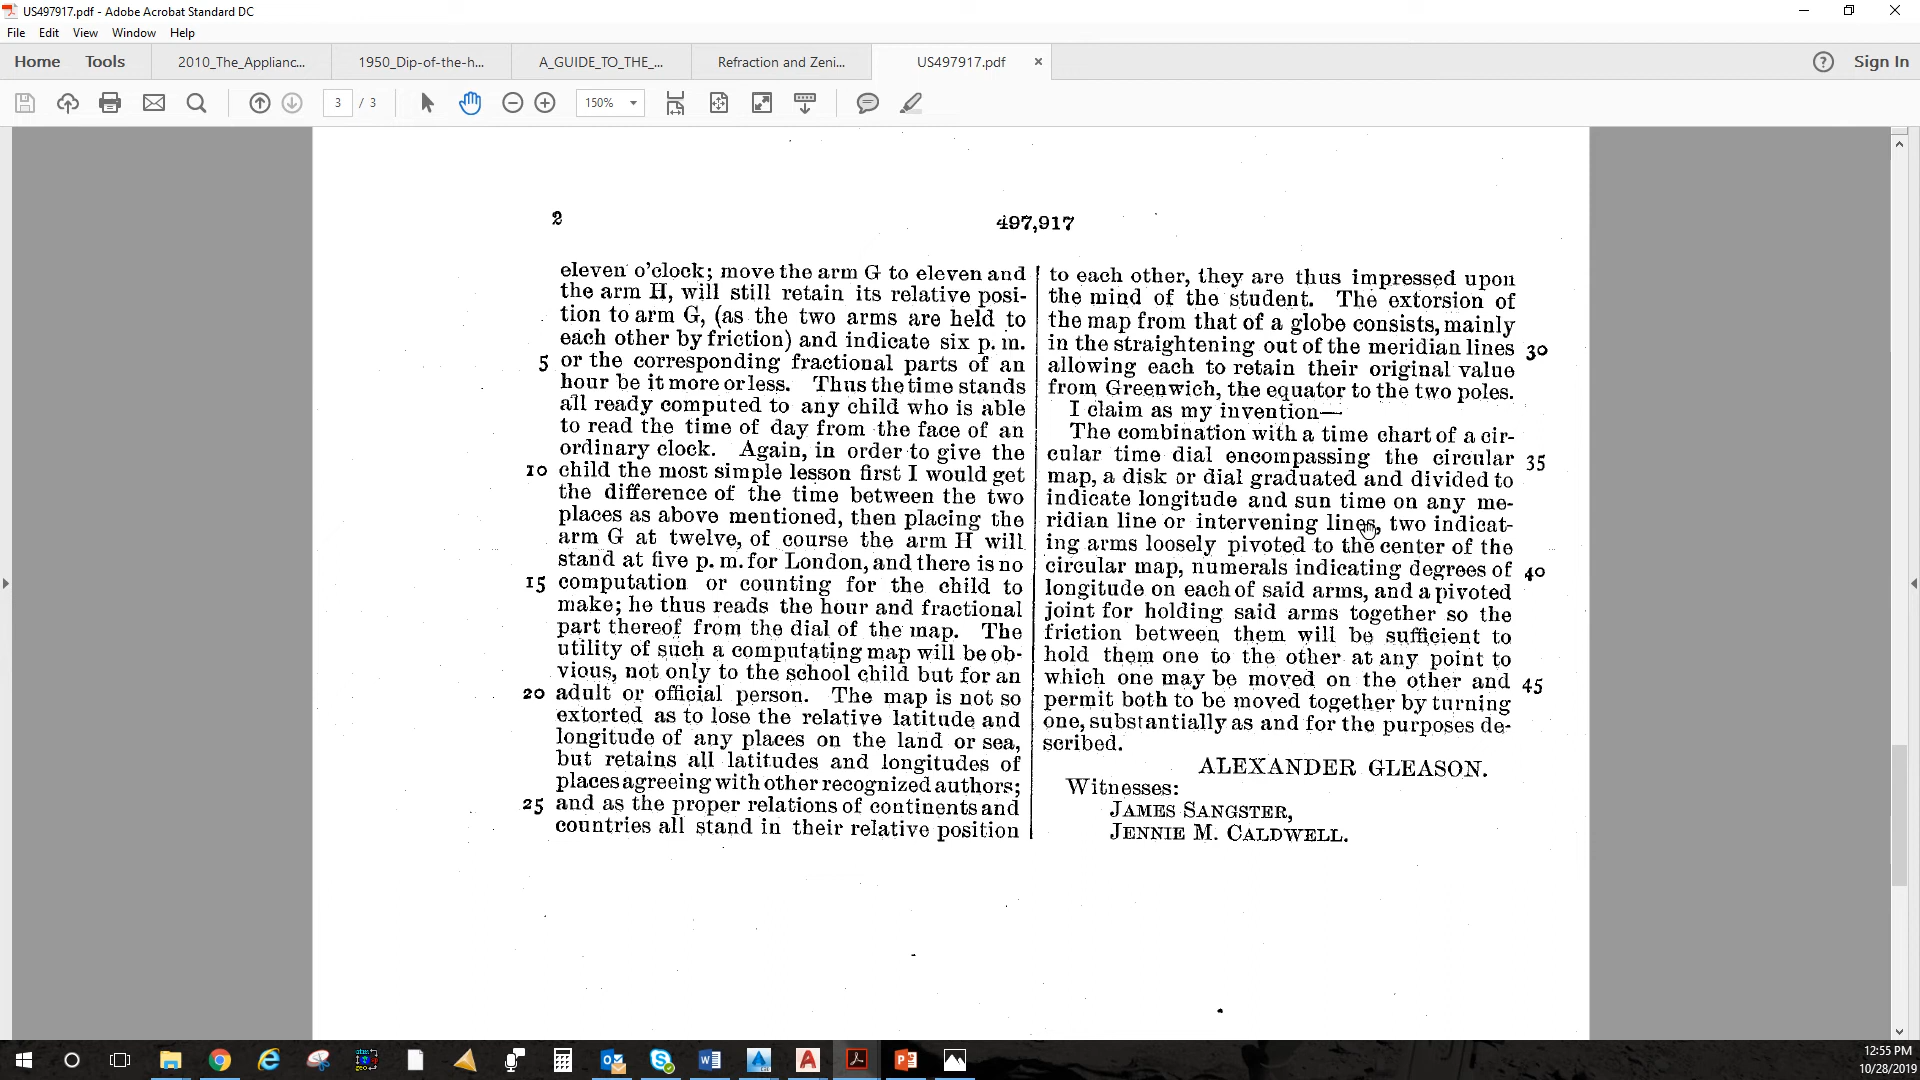 US497917.pdf - Adobe Acrobat Standard DC
File Edit View Window Help
Home Tools 2010_The_Applianc... 1950_Dip-of-the-h... A_GUIDE_TO_THE_... Refraction and Zeni... US497917.pdf Sign In
3 / 3 150%
2
497,917
eleven o'clock; move the arm G to eleven and
the arm H, will still retain its relative posi-
tion to arm G, (as the two arms are held to
each other by friction) and indicate six p. m.
5 or the corresponding fractional parts of an
hour be it more or less. Thus the time stands
all ready computed to any child who is able
to read the time of day from the face of an
ordinary clock. Again, in order to give the
10 child the most simple lesson first I would get
the difference of the time between the two
places as above mentioned, then placing the
arm G at twelve, of course the arm H will
stand at five p. m. for London, and there is no
15 computation or counting for the child to
make; he thus reads the hour and fractional
part thereof from the dial of the map. The
utility of such a computating map will be ob-
vious, not only to the school child but for an
20 adult or official person. The map is not so
extorted as to lose the relative latitude and
longitude of any places on the land or sea,
but retains all latitudes and longitudes of
places agreeing with other recognized authors;
25 and as the proper relations of continents and
countries all stand in their relative position
to each other, they are thus impressed upon
the mind of the student. The extorsion of
the map from that of a globe consists, mainly
in the straightening out of the meridian lines 30
allowing each to retain their original value
from Greenwich, the equator to the two poles.
I claim as my invention—
The combination with a time chart of a cir-
cular time dial encompassing the circular 35
map, a disk or dial graduated and divided to
indicate longitude and sun time on any me-
ridian line or intervening lines, two indicat-
ing arms loosely pivoted to the center of the
circular map, numerals indicating degrees of 40
longitude on each of said arms, and a pivoted
joint for holding said arms together so the
friction between them will be sufficient to
hold them one to the other at any point to
which one may be moved on the other and 45
permit both to be moved together by turning
one, substantially as and for the purposes de-
scribed.
ALEXANDER GLEASON.
Witnesses:
JAMES SANGSTER,
JENNIE M. CALDWELL.
12:55 PM
10/28/2019